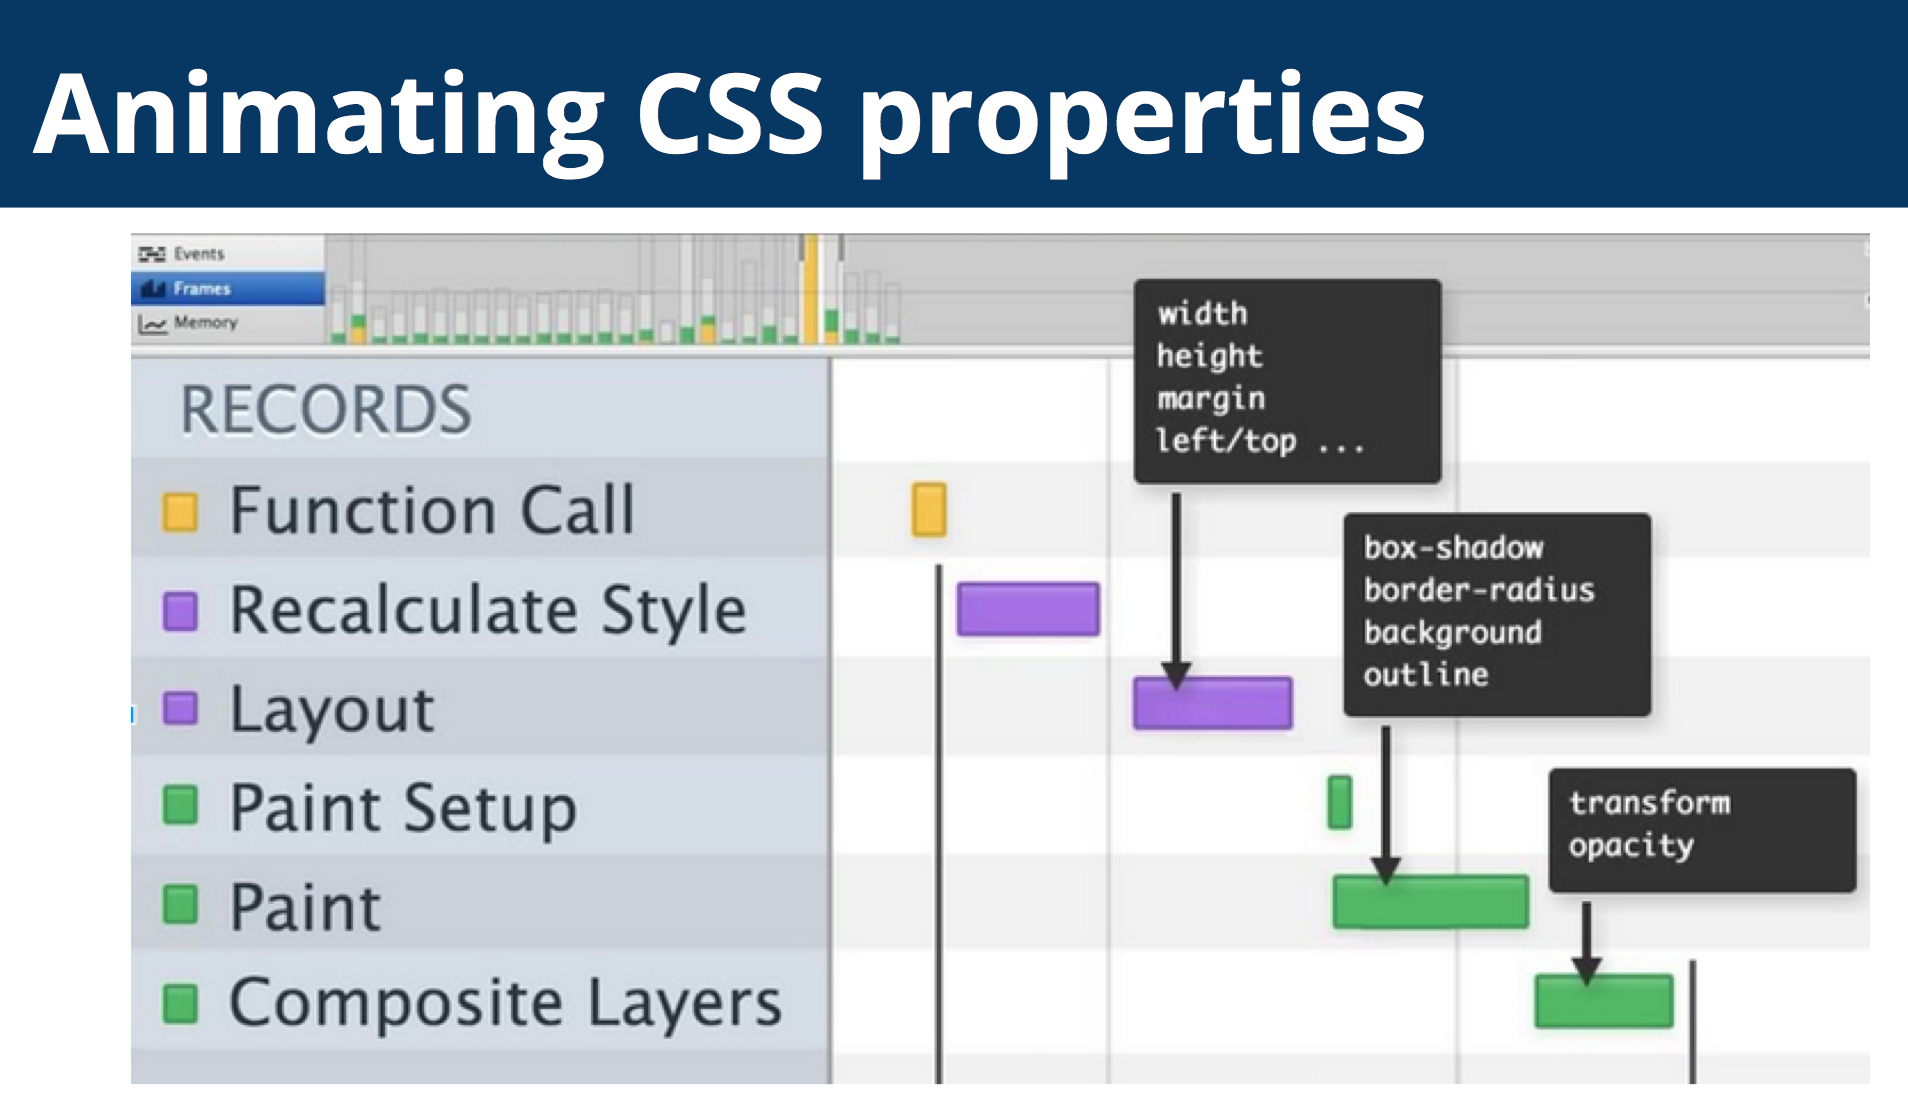 Animating CSS properties
Events
Frames
Memory
RECORDS
Function Call
Recalculate Style
Layout
Paint Setup
Paint
Composite Layers
width
height
margin
left/top ...
box-shadow
border-radius
background
outline
transform
opacity